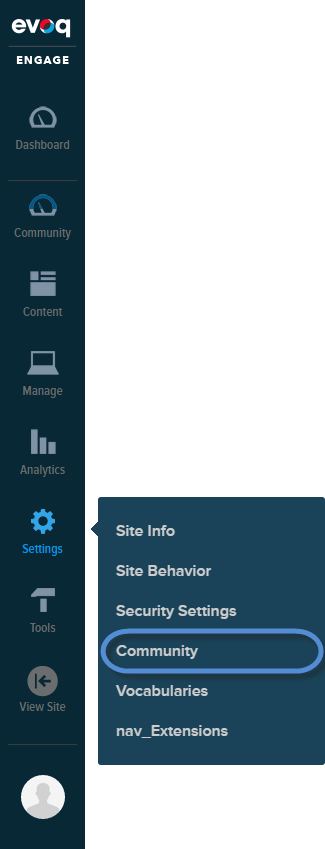 evoq
ENGAGE
Dashboard
Community
Content
Manage
Analytics
Settings
Site Info
Site Behavior
Security Settings
Community
Vocabularies
nav_Extensions
Tools
View Site